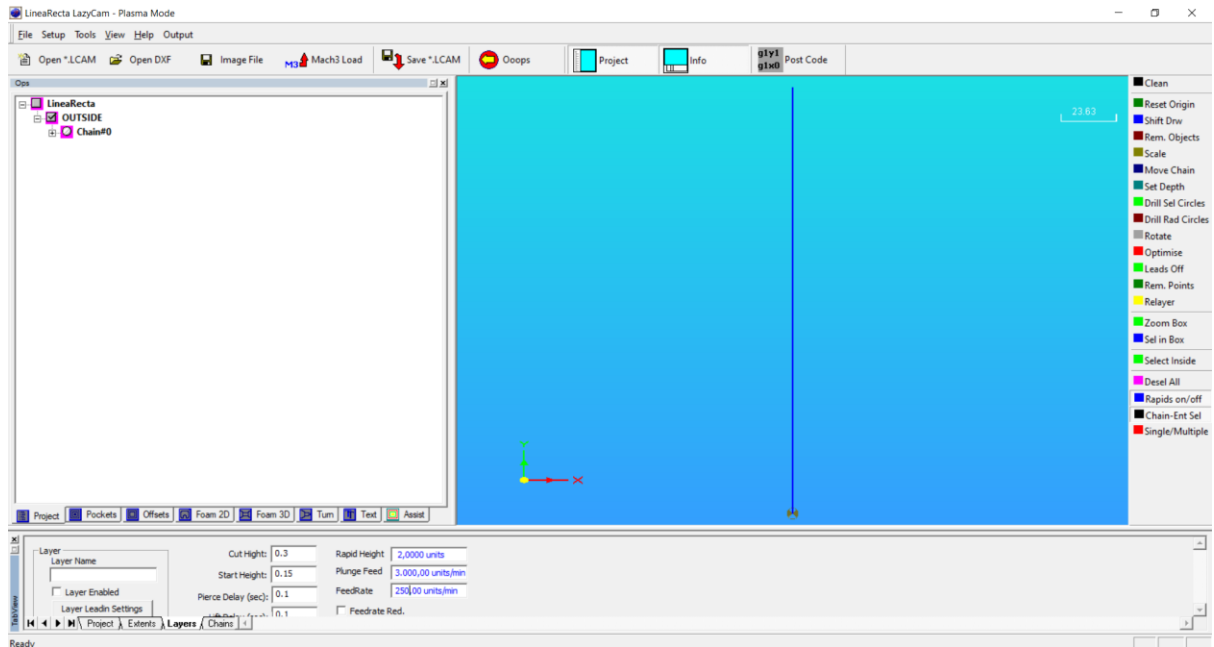 LineaRecta LazyCam - Plasma Mode
File Setup Tools View Help Output
Open *.LCAM Open DXF Image File M3 Mach3 Load Save *.LCAM Ooops Project Info g1y1 g1x0 Post Code
Ops
LineaRecta
OUTSIDE
Chain#0
23.63
Y
X
Clean
Reset Origin
Shift Drw
Rem. Objects
Scale
Move Chain
Set Depth
Drill Sel Circles
Drill Rad Circles
Rotate
Optimise
Leads Off
Rem. Points
Relayer
Zoom Box
Sel in Box
Select Inside
Desel All
Rapids on/off
Chain-Ent Sel
Single/Multiple
Project Pockets Offsets Foam 2D Foam 3D Turn Text Assist
TabView
Layer
Layer Name
Layer Enabled
Layer Leadin Settings
Cut Hight: 0.3
Start Height: 0.15
Pierce Delay (sec): 0.1
0.1
Rapid Height 2,0000 units
Plunge Feed 3.000,00 units/min
FeedRate 250,00 units/min
Feedrate Red.
Project Extents Layers Chains
Ready